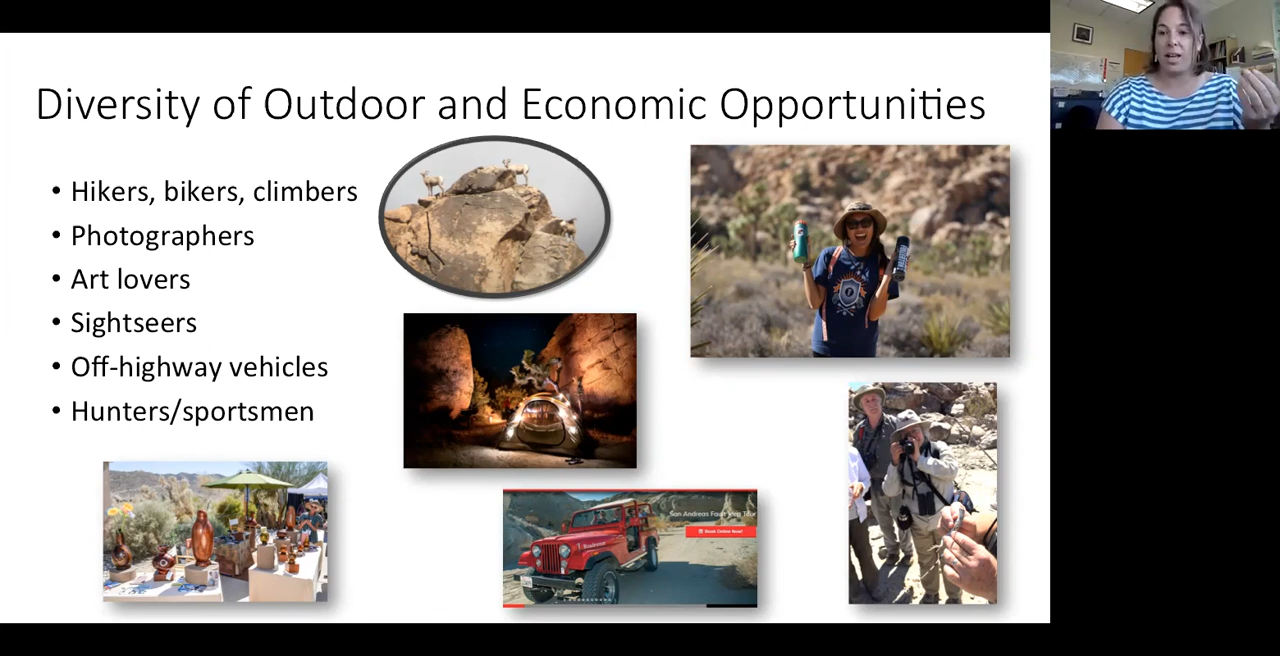 Diversity of Outdoor and Economic Opportunities
• Hikers, bikers, climbers
• Photographers
• Art lovers
• Sightseers
• Off-highway vehicles
• Hunters/sportsmen
San Andreas Fault Jeep Tour
Book Online Now!